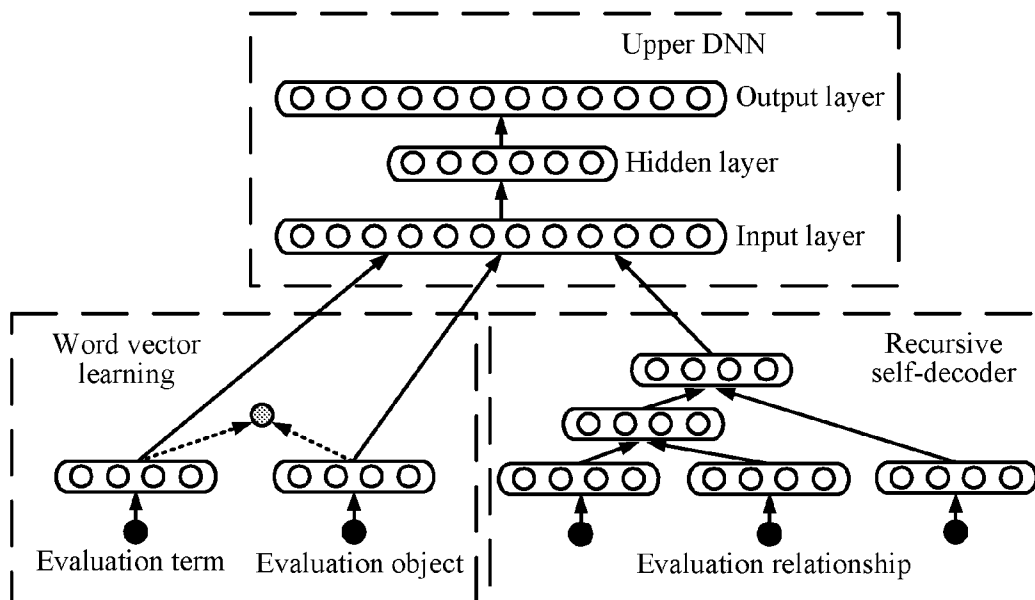 Upper DNN
Output layer
Hidden layer
Input layer
Word vector
learning
Recursive
self-decoder
Evaluation term
Evaluation object
Evaluation relationship